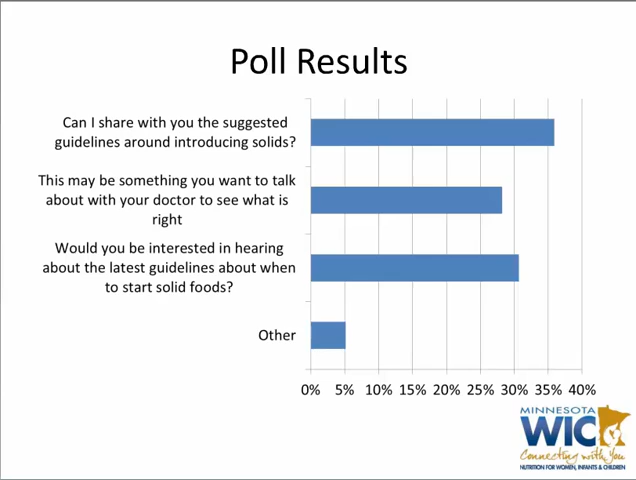 Poll Results
Can I share with you the suggested
guidelines around introducing solids?
This may be something you want to talk
about with your doctor to see what is
right
Would you be interested in hearing
about the latest guidelines about when
to start solid foods?
Other
0% 5% 10% 15% 20% 25% 30% 35% 40%
MINNESOTA
WIC
Connecting with You
NUTRITION FOR WOMEN, INFANTS & CHILDREN